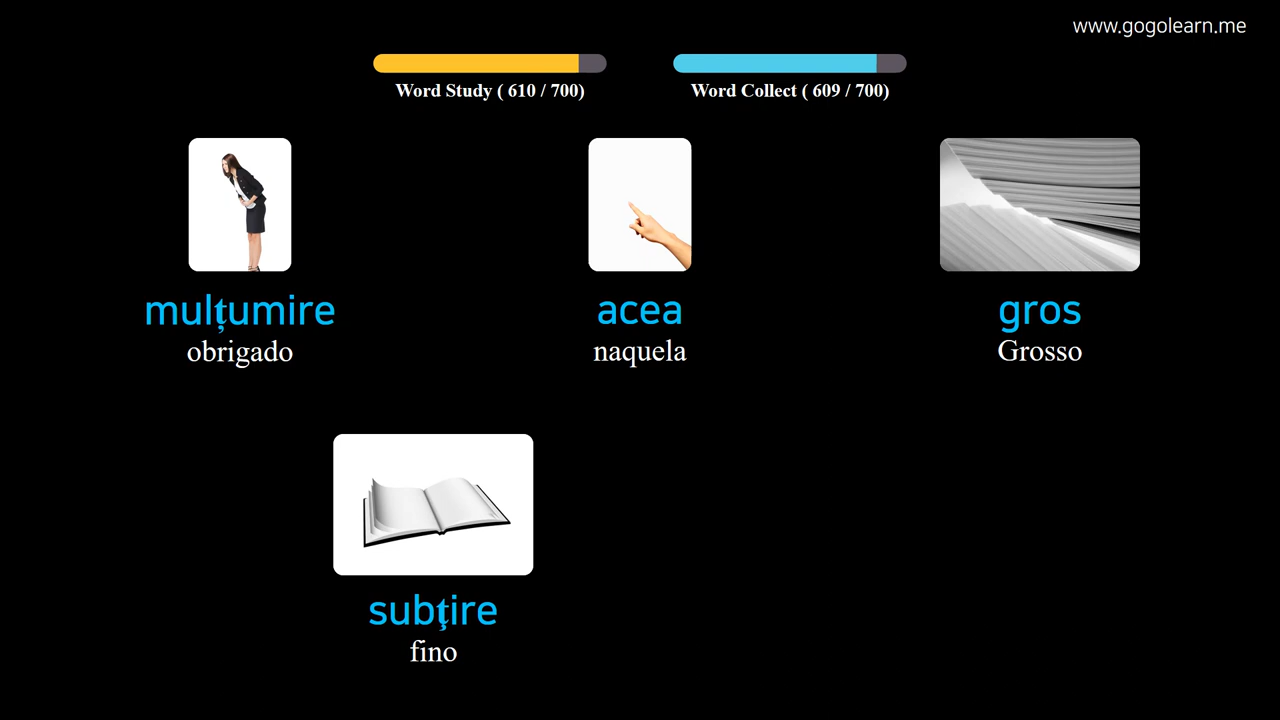 www.gogolearn.me
Word Study ( 610 / 700)
Word Collect ( 609 / 700)
mulțumire
obrigado
acea
naquela
gros
Grosso
subţire
fino